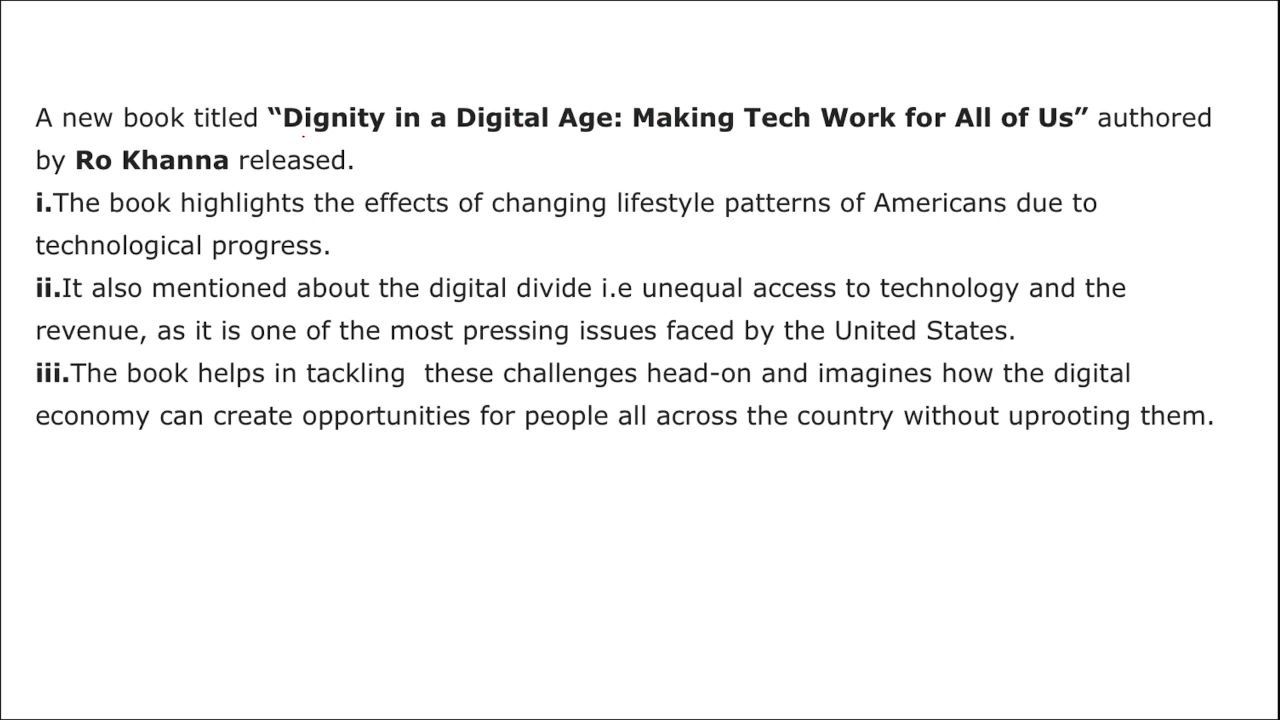 A new book titled “Dignity in a Digital Age: Making Tech Work for All of Us” authored
by Ro Khanna released.
i.The book highlights the effects of changing lifestyle patterns of Americans due to
technological progress.
ii.It also mentioned about the digital divide i.e unequal access to technology and the
revenue, as it is one of the most pressing issues faced by the United States.
iii.The book helps in tackling  these challenges head-on and imagines how the digital
economy can create opportunities for people all across the country without uprooting them.